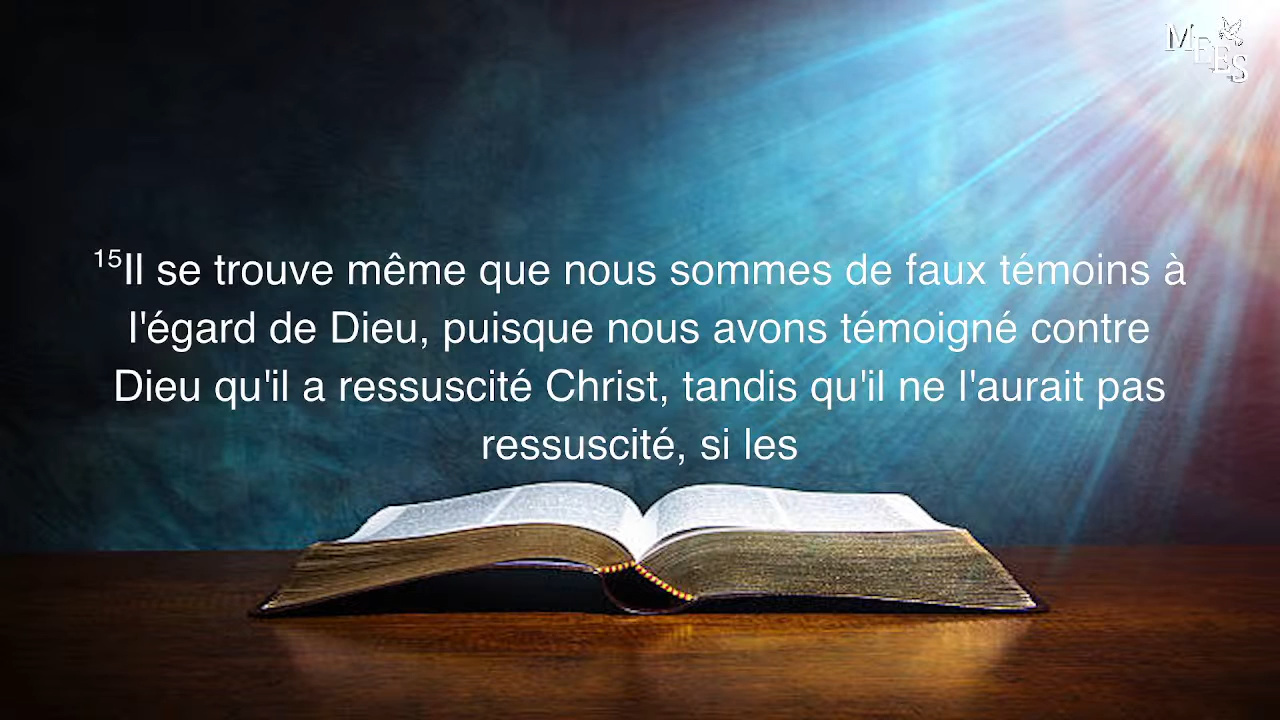 MEES
15Il se trouve même que nous sommes de faux témoins à
l'égard de Dieu, puisque nous avons témoigné contre
Dieu qu'il a ressuscité Christ, tandis qu'il ne l'aurait pas
ressuscité, si les